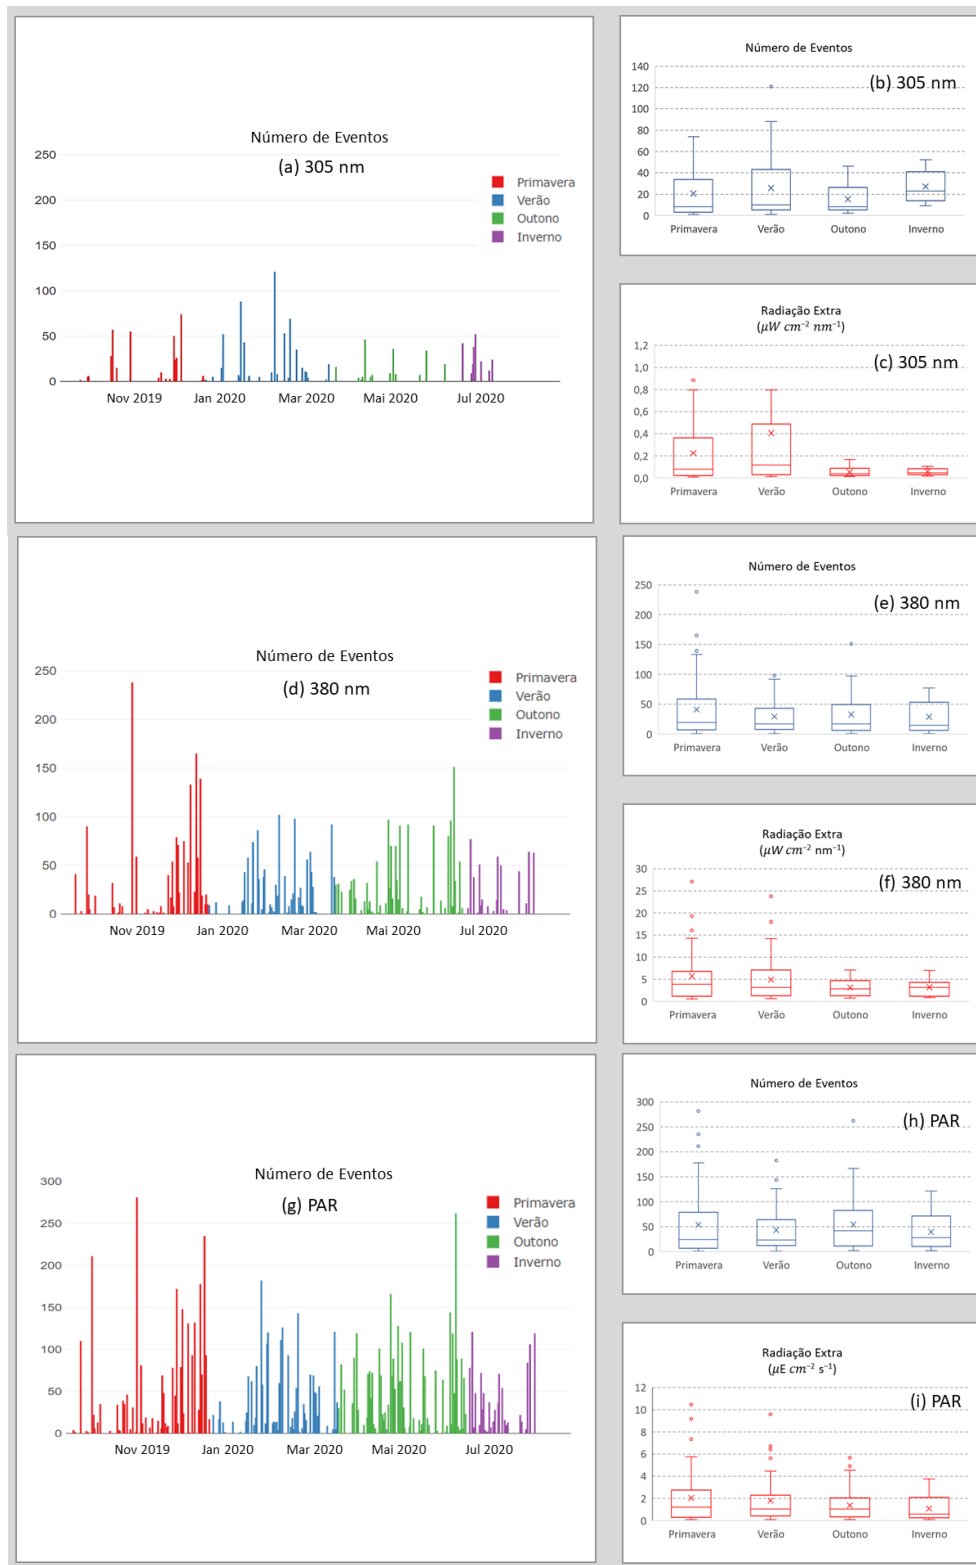 Número de Eventos
(a) 305 nm
250
200
150
100
50
0
Primavera
Verão
Outono
Inverno
Nov 2019 Jan 2020 Mar 2020 Mai 2020 Jul 2020
Número de Eventos
(b) 305 nm
140
120
100
80
60
40
20
0
Primavera Verão Outono Inverno
Radiação Extra
(μW cm⁻² nm⁻¹)
(c) 305 nm
1,2
1,0
0,8
0,6
0,4
0,2
0,0
Primavera Verão Outono Inverno
Número de Eventos
(d) 380 nm
250
200
150
100
50
0
Primavera
Verão
Outono
Inverno
Nov 2019 Jan 2020 Mar 2020 Mai 2020 Jul 2020
Número de Eventos
(e) 380 nm
250
200
150
100
50
0
Primavera Verão Outono Inverno
Radiação Extra
(μW cm⁻² nm⁻¹)
(f) 380 nm
30
25
20
15
10
5
0
Primavera Verão Outono Inverno
Número de Eventos
(g) PAR
300
250
200
150
100
50
0
Primavera
Verão
Outono
Inverno
Nov 2019 Jan 2020 Mar 2020 Mai 2020 Jul 2020
Número de Eventos
(h) PAR
300
250
200
150
100
50
0
Primavera Verão Outono Inverno
Radiação Extra
(μE cm⁻² s⁻¹)
(i) PAR
12
10
8
6
4
2
0
Primavera Verão Outono Inverno